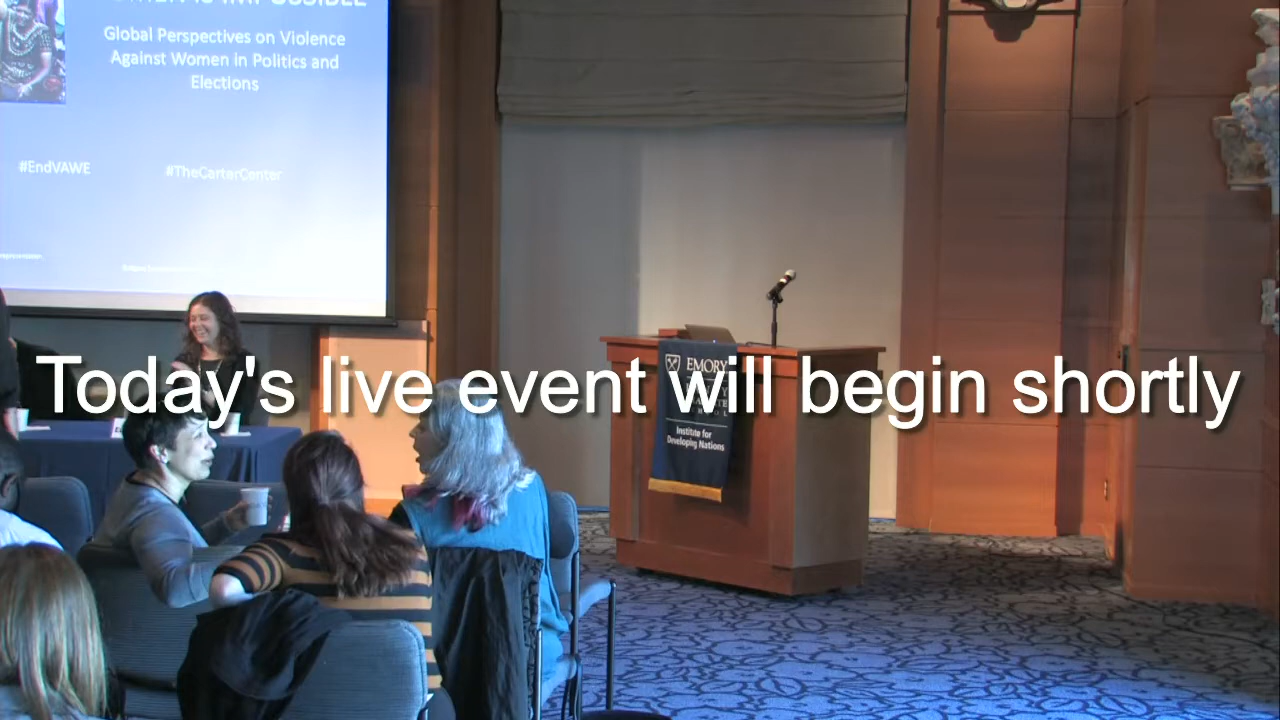 IMPOSSIBLE
Global Perspectives on Violence
Against Women in Politics and
Elections
#EndVAWE
#TheCarterCenter
Today's live event will begin shortly
EMORY
Institute for
Developing Nations